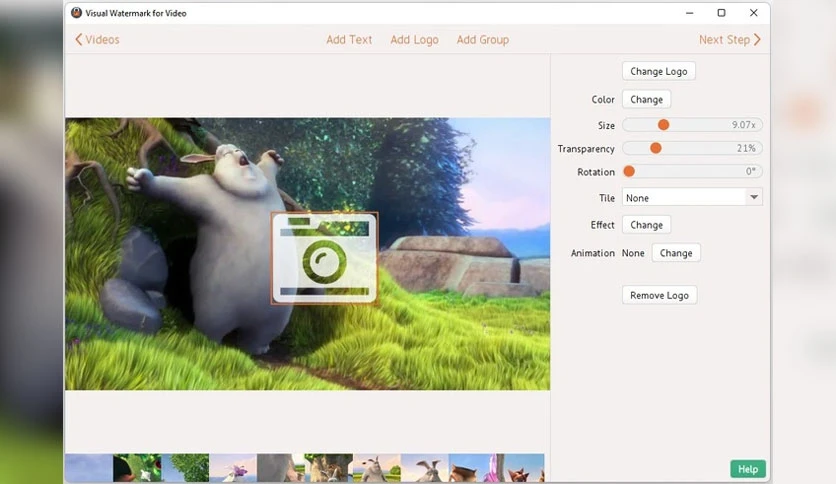 Visual Watermark for Video
Videos
Add Text Add Logo Add Group
Next Step
Change Logo
Color Change
Size 9.07x
Transparency 21%
Rotation 0°
Tile None
Effect Change
Animation None Change
Remove Logo
Help